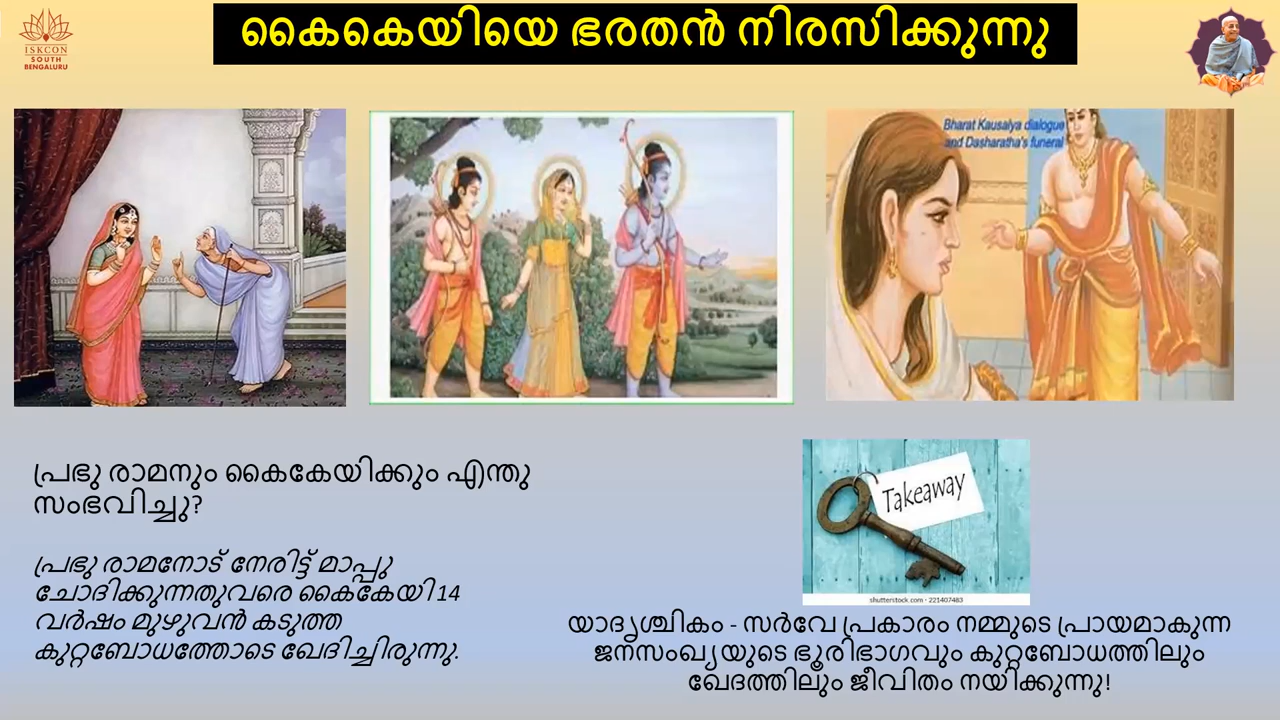 ISKCON
SOUTH
BENGALURU
കൈകെയിയെ ഭരതൻ നിരസിക്കുന്നു
Bharat Kausalya dialogue
and Dasharatha's funeral
പ്രഭു രാമനും കൈകേയിക്കും എന്തു
സംഭവിച്ചു?
പ്രഭു രാമനോട് നേരിട്ട് മാപ്പു
ചോദിക്കുന്നതുവരെ കൈകേയി 14
വർഷം മുഴുവൻ കടുത്ത
കുറ്റബോധത്തോടെ ഖേദിച്ചിരുന്നു.
Takeaway
shutterstock.com · 221407483
യാദൃശ്ചികം - സർവേ പ്രകാരം നമ്മുടെ പ്രായമാകുന്ന
ജനസംഖ്യയുടെ ഭൂരിഭാഗവും കുറ്റബോധത്തിലും
ഖേദത്തിലും ജീവിതം നയിക്കുന്നു!